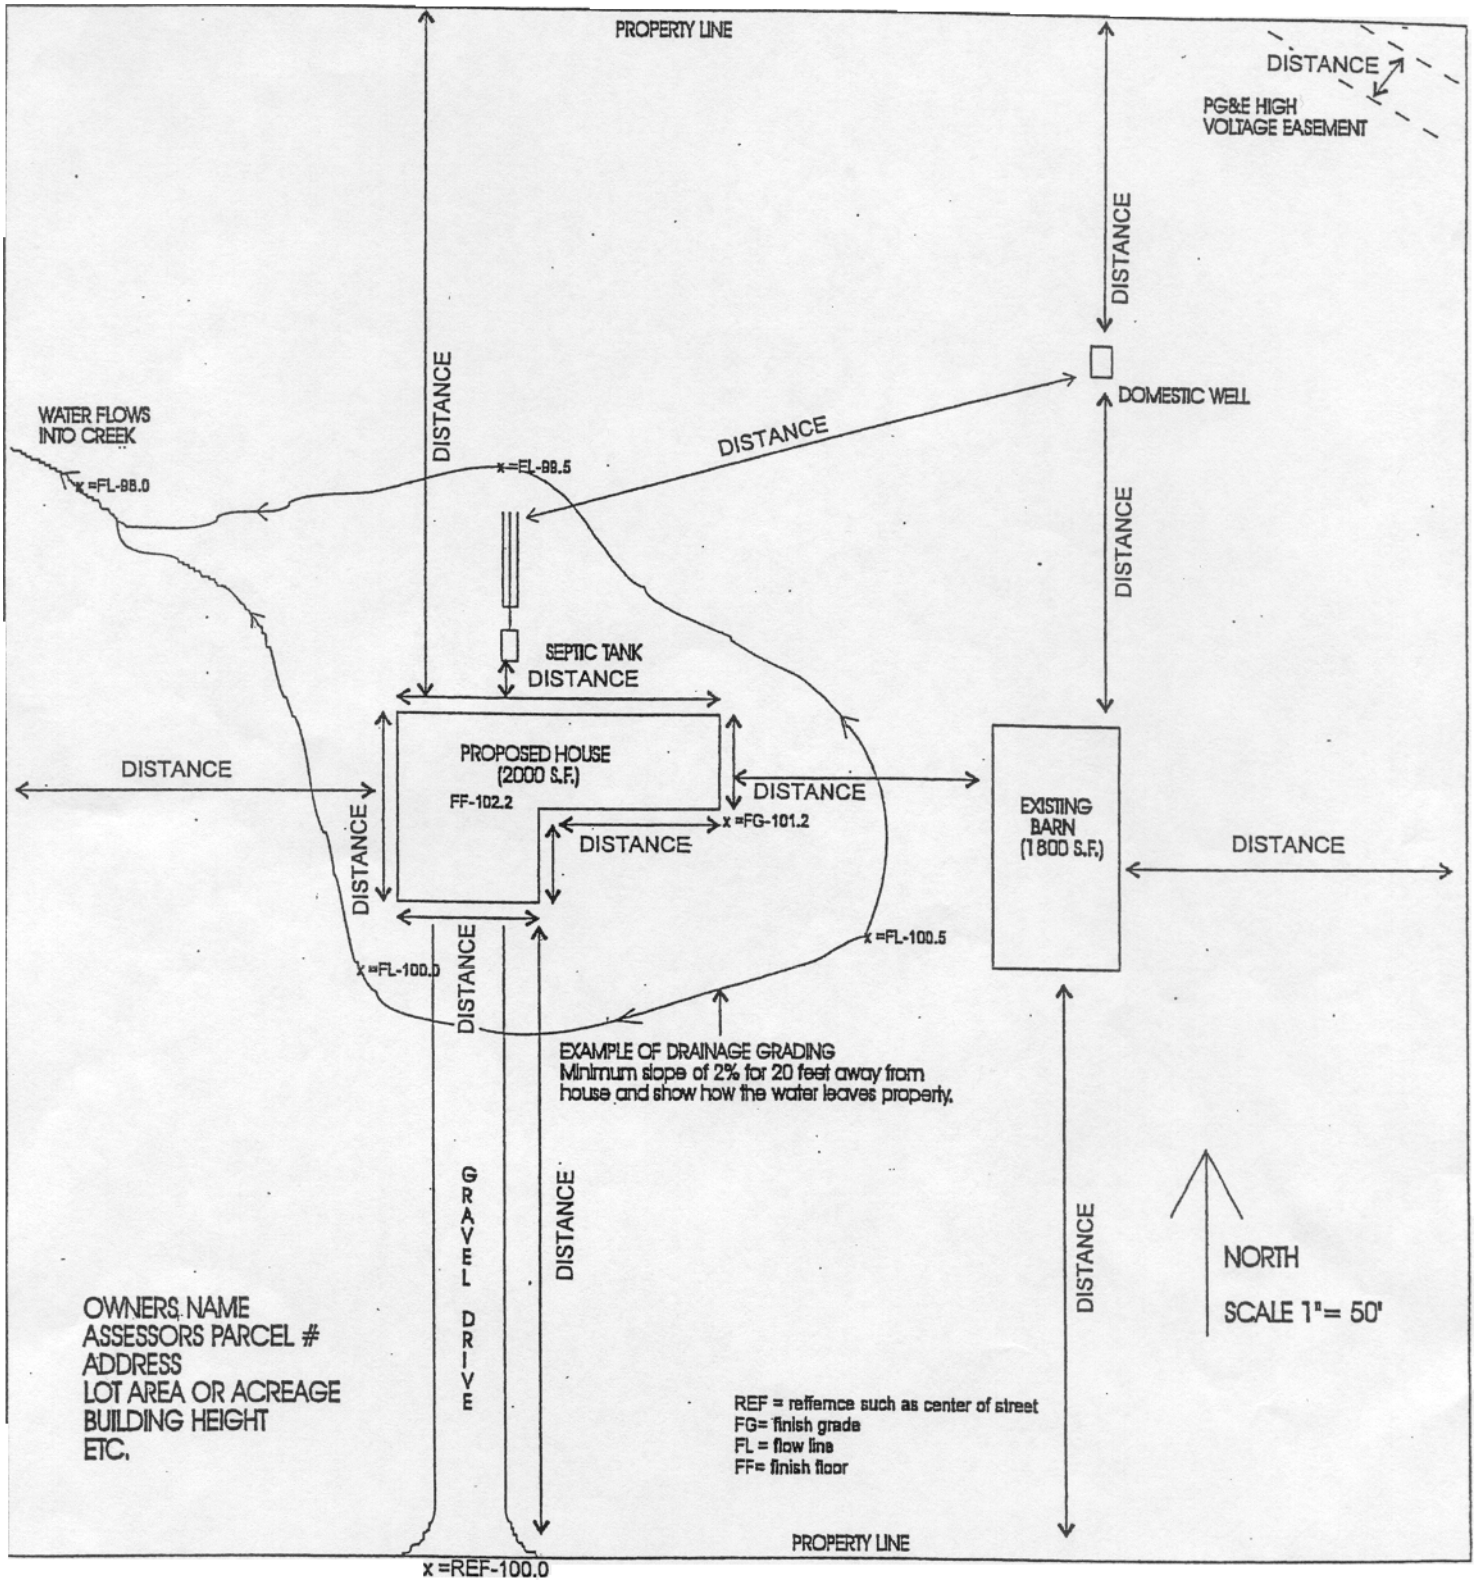 PROPERTY LINE
DISTANCE
PG&E HIGH
VOLTAGE EASEMENT
DISTANCE
DISTANCE
WATER FLOWS
INTO CREEK
x =FL-98.0
x =FL-99.5
DISTANCE
DOMESTIC WELL
DISTANCE
SEPTIC TANK
DISTANCE
PROPOSED HOUSE
(2000 S.F.)
FF-102.2
DISTANCE
DISTANCE
DISTANCE
x =FG-101.2
DISTANCE
EXISTING
BARN
(1800 S.F.)
DISTANCE
x =FL-100.5
x =FL-100.0
DISTANCE
EXAMPLE OF DRAINAGE GRADING
Minimum slope of 2% for 20 feet away from
house and show how the water leaves property.
GRAVEL DRIVE
DISTANCE
DISTANCE
NORTH
SCALE 1"= 50'
OWNERS NAME
ASSESSORS PARCEL #
ADDRESS
LOT AREA OR ACREAGE
BUILDING HEIGHT
ETC.
REF = reffernce such as center of street
FG= finish grade
FL = flow line
FF= finish floor
PROPERTY LINE
x =REF-100.0